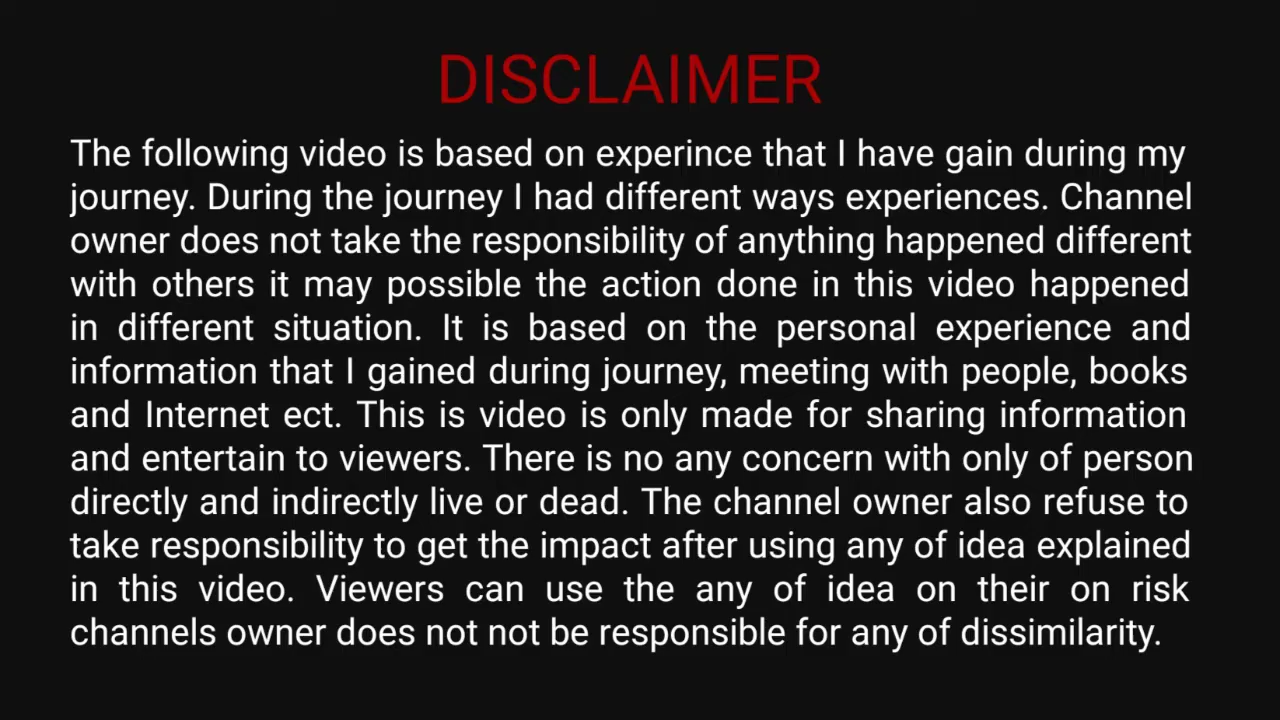 DISCLAIMER
The following video is based on experince that I have gain during my
journey. During the journey I had different ways experiences. Channel
owner does not take the responsibility of anything happened different
with others it may possible the action done in this video happened
in different situation. It is based on the personal experience and
information that I gained during journey, meeting with people, books
and Internet ect. This is video is only made for sharing information
and entertain to viewers. There is no any concern with only of person
directly and indirectly live or dead. The channel owner also refuse to
take responsibility to get the impact after using any of idea explained
in this video. Viewers can use the any of idea on their on risk
channels owner does not not be responsible for any of dissimilarity.